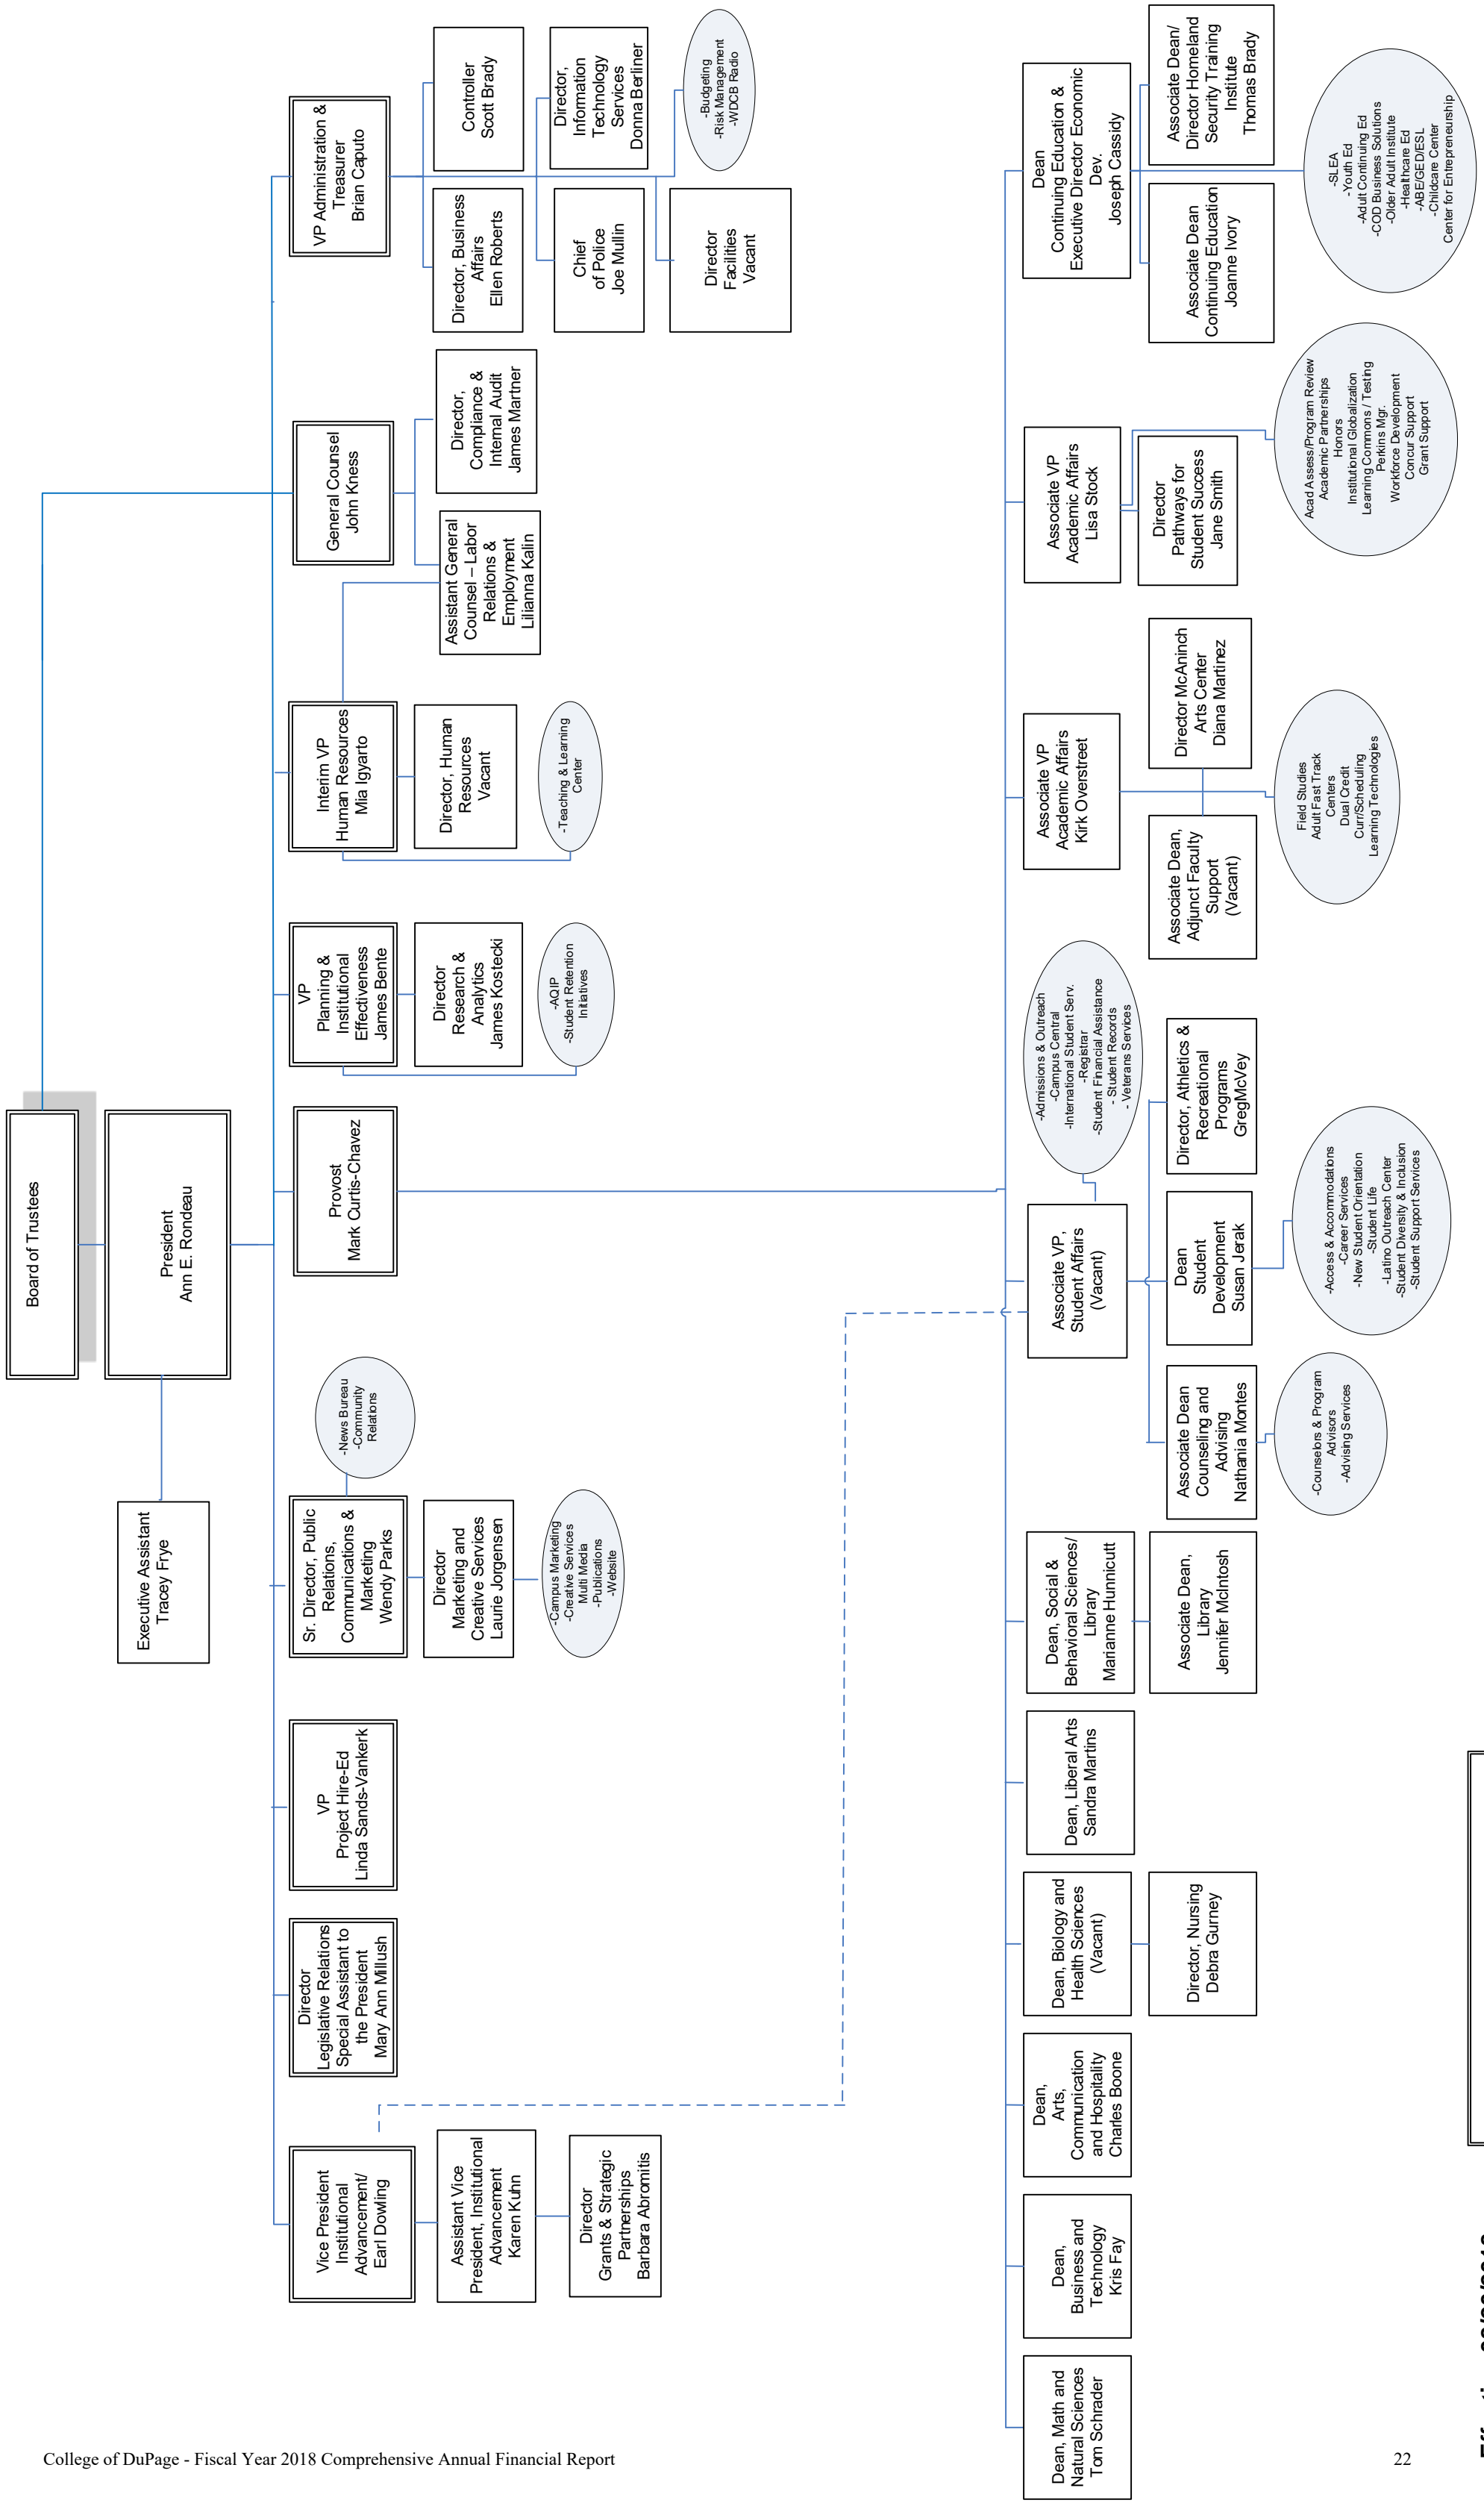 Board of Trustees
President
Ann E. Rondeau
Executive Assistant
Tracey Frye
Vice President
Institutional
Advancement/
Earl Dowling
Assistant Vice
President, Institutional
Advancement
Karen Kuhn
Director
Grants & Strategic
Partnerships
Barbara Abromitis
Director
Legislative Relations
Special Assistant to
the President
Mary Ann Millush
VP
Project Hire-Ed
Linda Sands-Vankerk
Sr. Director, Public
Relations,
Communications &
Marketing
Wendy Parks
-News Bureau
-Community
Relations
Director
Marketing and
Creative Services
Laurie Jorgensen
-Campus Marketing
-Creative Services
Multi Media
-Publications
-Website
Provost
Mark Curtis-Chavez
VP
Planning &
Institutional
Effectiveness
James Bente
Director
Research &
Analytics
James Kostecki
-AQIP
-Student Retention
Initiatives
Interim VP
Human Resources
Mia Igyarto
Director, Human
Resources
Vacant
-Teaching & Learning
Center
General Counsel
John Kness
Assistant General
Counsel – Labor
Relations &
Employment
Lilianna Kalin
Director,
Compliance &
Internal Audit
James Martner
VP Administration &
Treasurer
Brian Caputo
Director, Business
Affairs
Ellen Roberts
Controller
Scott Brady
Chief
of Police
Joe Mullin
Director,
Information
Technology
Services
Donna Berliner
Director
Facilities
Vacant
-Budgeting
-Risk Management
-WDCB Radio
Dean, Math and
Natural Sciences
Tom Schrader
Dean,
Business and
Technology
Kris Fay
Dean,
Arts,
Communication
and Hospitality
Charles Boone
Dean, Biology and
Health Sciences
(Vacant)
Director, Nursing
Debra Gurney
Dean, Liberal Arts
Sandra Martins
Dean, Social &
Behavioral Sciences/
Library
Marianne Hunnicutt
Associate Dean,
Library
Jennifer McIntosh
Associate VP,
Student Affairs
(Vacant)
-Admissions & Outreach
-Campus Central
-International Student Serv.
-Registrar
-Student Financial Assistance
- Student Records
- Veterans Services
Associate Dean
Counseling and
Advising
Nathania Montes
-Counselors & Program
Advisors
-Advising Services
Dean
Student
Development
Susan Jerak
-Access & Accommodations
-Career Services
-New Student Orientation
-Student Life
-Latino Outreach Center
-Student Diversity & Inclusion
-Student Support Services
Director, Athletics &
Recreational
Programs
GregMcVey
Associate VP
Academic Affairs
Kirk Overstreet
Associate Dean,
Adjunct Faculty
Support
(Vacant)
Director McAninch
Arts Center
Diana Martinez
Field Studies
Adult Fast Track
Centers
Dual Credit
Curr/Scheduling
Learning Technologies
Associate VP
Academic Affairs
Lisa Stock
Director
Pathways for
Student Success
Jane Smith
Acad Assess/Program Review
Academic Partnerships
Honors
Institutional Globalization
Learning Commons / Testing
Perkins Mgr.
Workforce Development
Concur Support
Grant Support
Dean
Continuing Education &
Executive Director Economic
Dev.
Joseph Cassidy
Associate Dean
Continuing Education
Joanne Ivory
Associate Dean/
Director Homeland
Security Training
Institute
Thomas Brady
-SLEA
-Youth Ed
-Adult Continuing Ed
-COD Business Solutions
-Older Adult Institute
-Healthcare Ed
-ABE/GED/ESL
-Childcare Center
Center for Entrepreneurship
College of DuPage - Fiscal Year 2018 Comprehensive Annual Financial Report
22